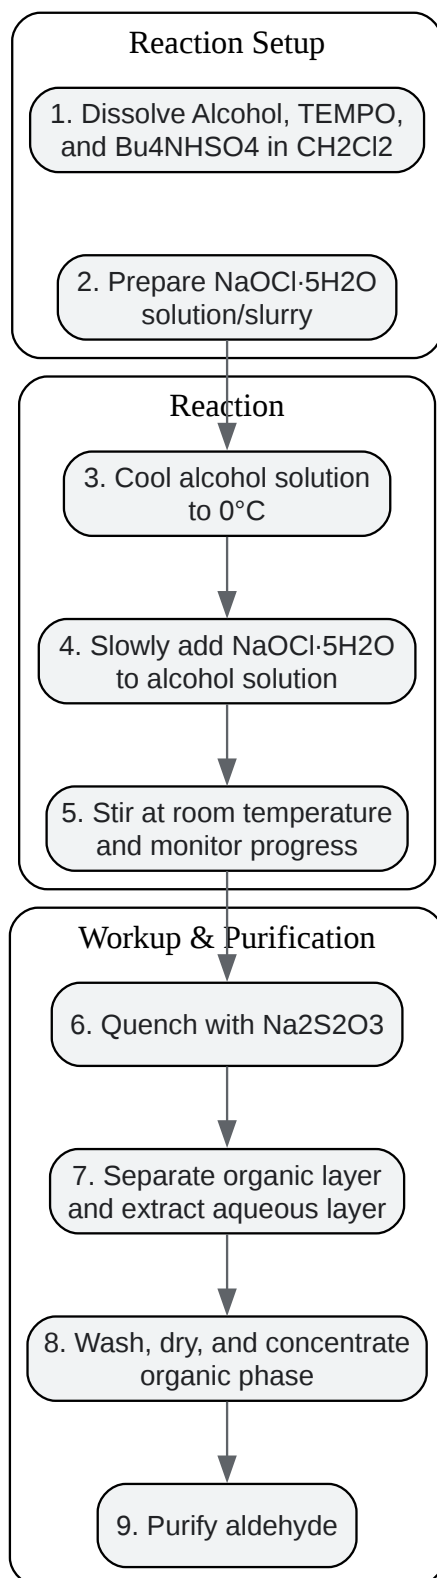 Reaction Setup
1. Dissolve Alcohol, TEMPO,
and Bu4NHSO4 in CH2Cl2
2. Prepare NaOCl·5H2O
solution/slurry
Reaction
3. Cool alcohol solution
to 0°C
4. Slowly add NaOCl·5H2O
to alcohol solution
5. Stir at room temperature
and monitor progress
Workup & Purification
6. Quench with Na2S2O3
7. Separate organic layer
and extract aqueous layer
8. Wash, dry, and concentrate
organic phase
9. Purify aldehyde